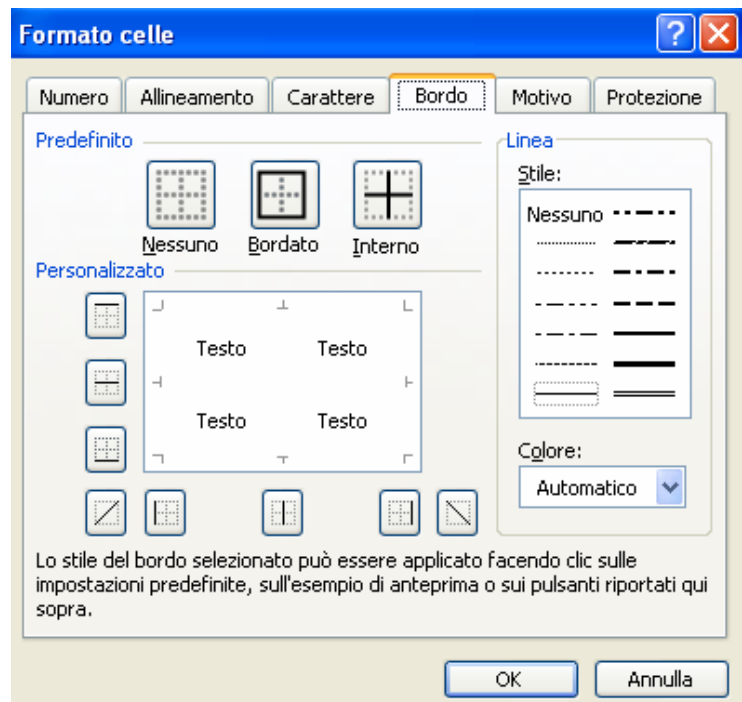 Formato celle
Numero Allineamento Carattere Bordo Motivo Protezione
Predefinito
Nessuno Bordato Interno
Personalizzato
Testo Testo
Testo Testo
Linea
Stile:
Nessuno
Colore:
Automatico
Lo stile del bordo selezionato può essere applicato facendo clic sulle
impostazioni predefinite, sull'esempio di anteprima o sui pulsanti riportati qui
sopra.
OK Annulla